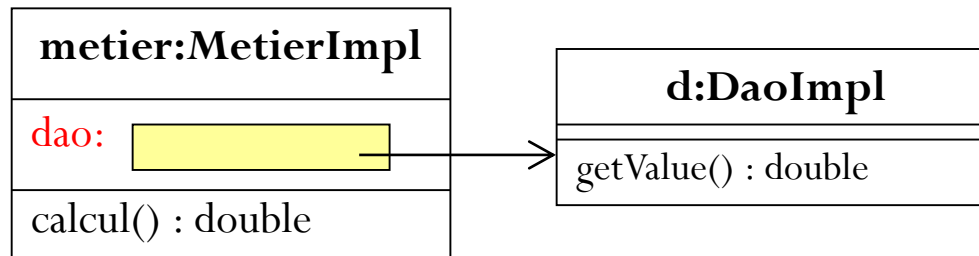 metier:MetierImpl
dao:
calcul() : double
d:DaoImpl
getValue() : double